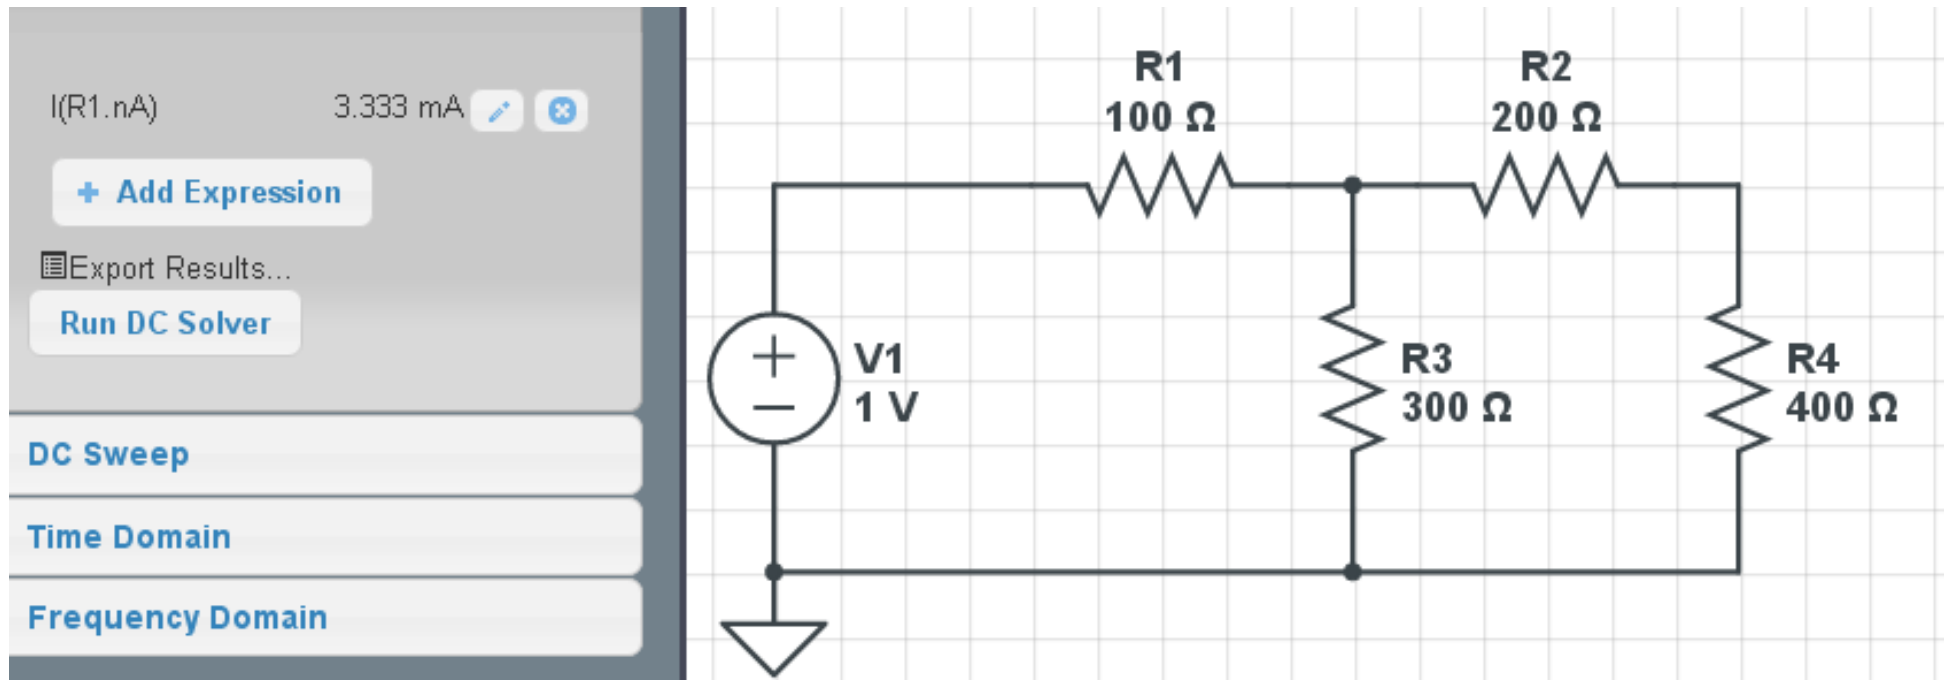 I(R1.nA) 3.333 mA
+ Add Expression
Export Results...
Run DC Solver
DC Sweep
Time Domain
Frequency Domain
R1
100 Ω
R2
200 Ω
V1
1 V
R3
300 Ω
R4
400 Ω